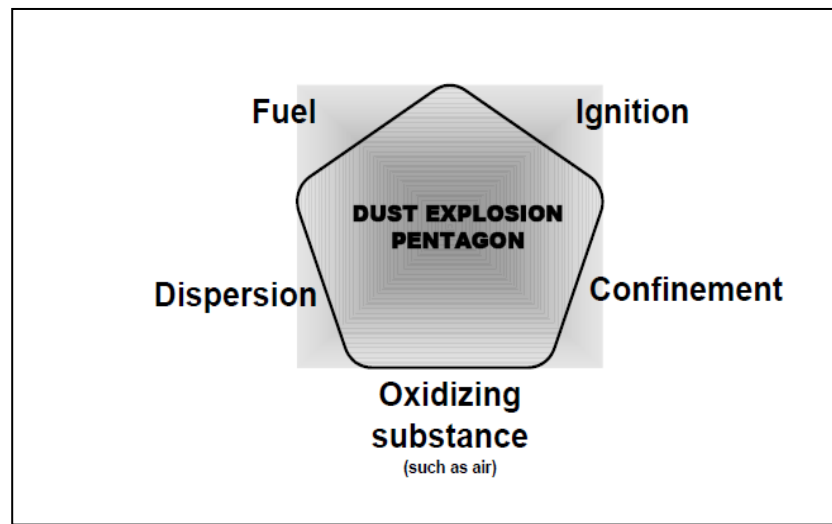 Fuel
Ignition
DUST EXPLOSION
PENTAGON
Dispersion
Confinement
Oxidizing
substance
(such as air)